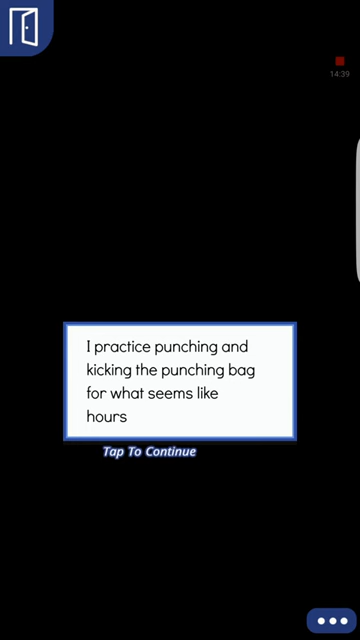 14:39
I practice punching and
kicking the punching bag
for what seems like
hours
Tap To Continue